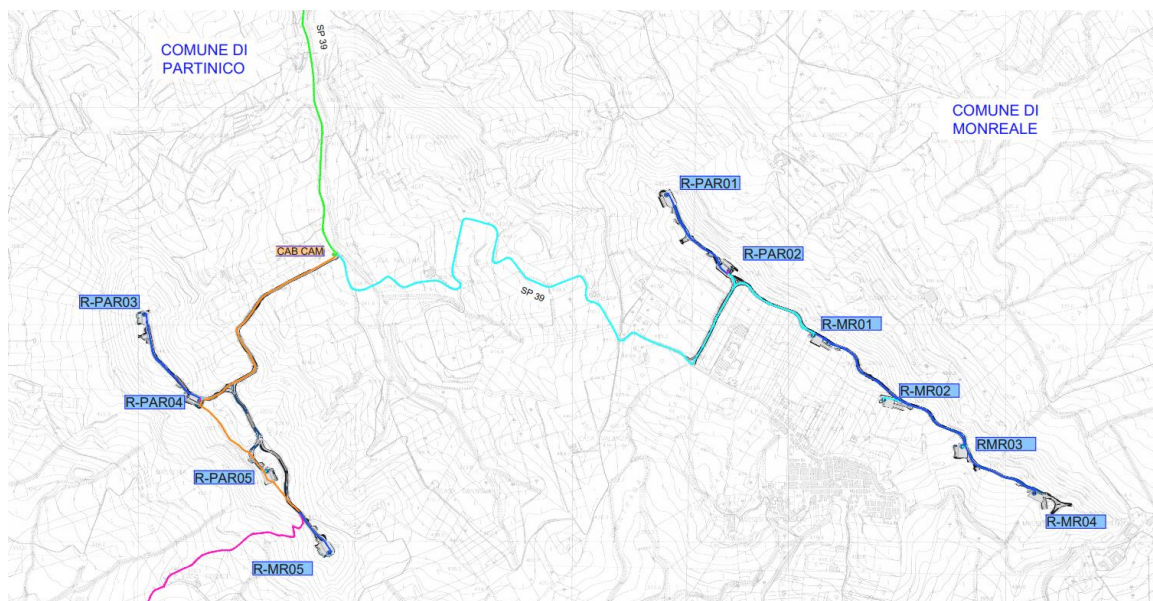 SP 39
COMUNE DI
PARTINICO
COMUNE DI
MONREALE
R-PAR01
CAB CAM
R-PAR02
R-PAR03
SP 39
R-MR01
R-PAR04
R-MR02
RMR03
R-PAR05
R-MR04
R-MR05